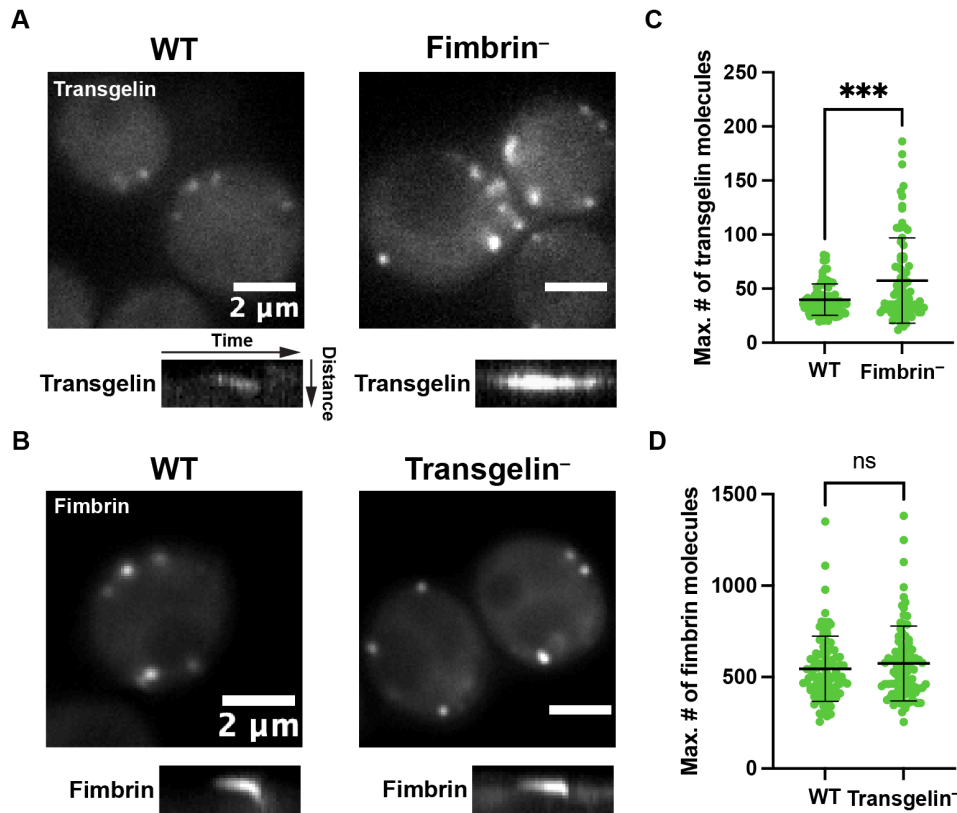 A
WT
Fimbrin⁻
Transgelin
2 µm
Time
Distance
Transgelin
Transgelin
B
WT
Transgelin⁻
Fimbrin
2 µm
Fimbrin
Fimbrin
C
Max. # of transgelin molecules
250
200
150
100
50
0
***
WT
Fimbrin⁻
D
Max. # of fimbrin molecules
1500
1000
500
0
ns
WT
Transgelin⁻